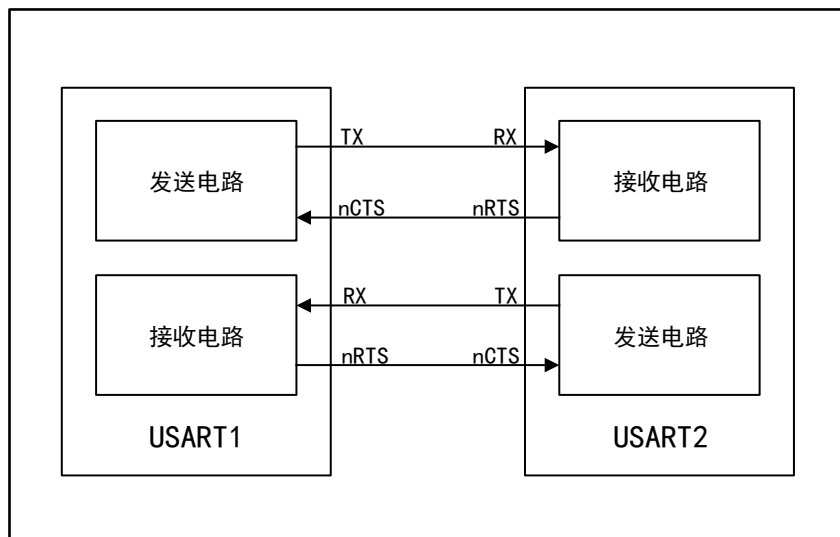 TX RX
发送电路 接收电路
nCTS nRTS
RX TX
接收电路 发送电路
nRTS nCTS
USART1 USART2